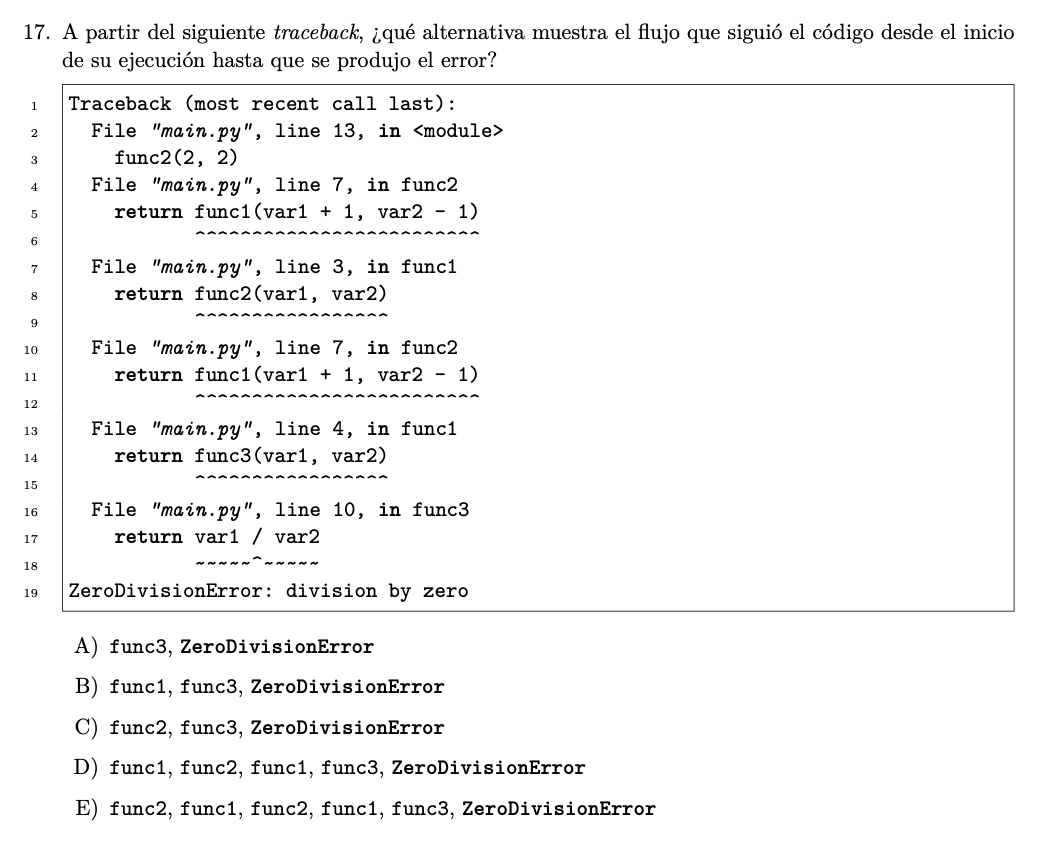 17. A partir del siguiente traceback, ¿qué alternativa muestra el flujo que siguió el código desde el inicio
de su ejecución hasta que se produjo el error?
1 Traceback (most recent call last):
2   File "main.py", line 13, in <module>
3     func2(2, 2)
4   File "main.py", line 7, in func2
5     return func1(var1 + 1, var2 - 1)
6            ^^^^^^^^^^^^^^^^^^^^^^^^^
7   File "main.py", line 3, in func1
8     return func2(var1, var2)
9            ^^^^^^^^^^^^^^^^^
10   File "main.py", line 7, in func2
11     return func1(var1 + 1, var2 - 1)
12            ^^^^^^^^^^^^^^^^^^^^^^^^^
13   File "main.py", line 4, in func1
14     return func3(var1, var2)
15            ^^^^^^^^^^^^^^^^^
16   File "main.py", line 10, in func3
17     return var1 / var2
18            ~~~~~^~~~~~
19 ZeroDivisionError: division by zero
A) func3, ZeroDivisionError
B) func1, func3, ZeroDivisionError
C) func2, func3, ZeroDivisionError
D) func1, func2, func1, func3, ZeroDivisionError
E) func2, func1, func2, func1, func3, ZeroDivisionError